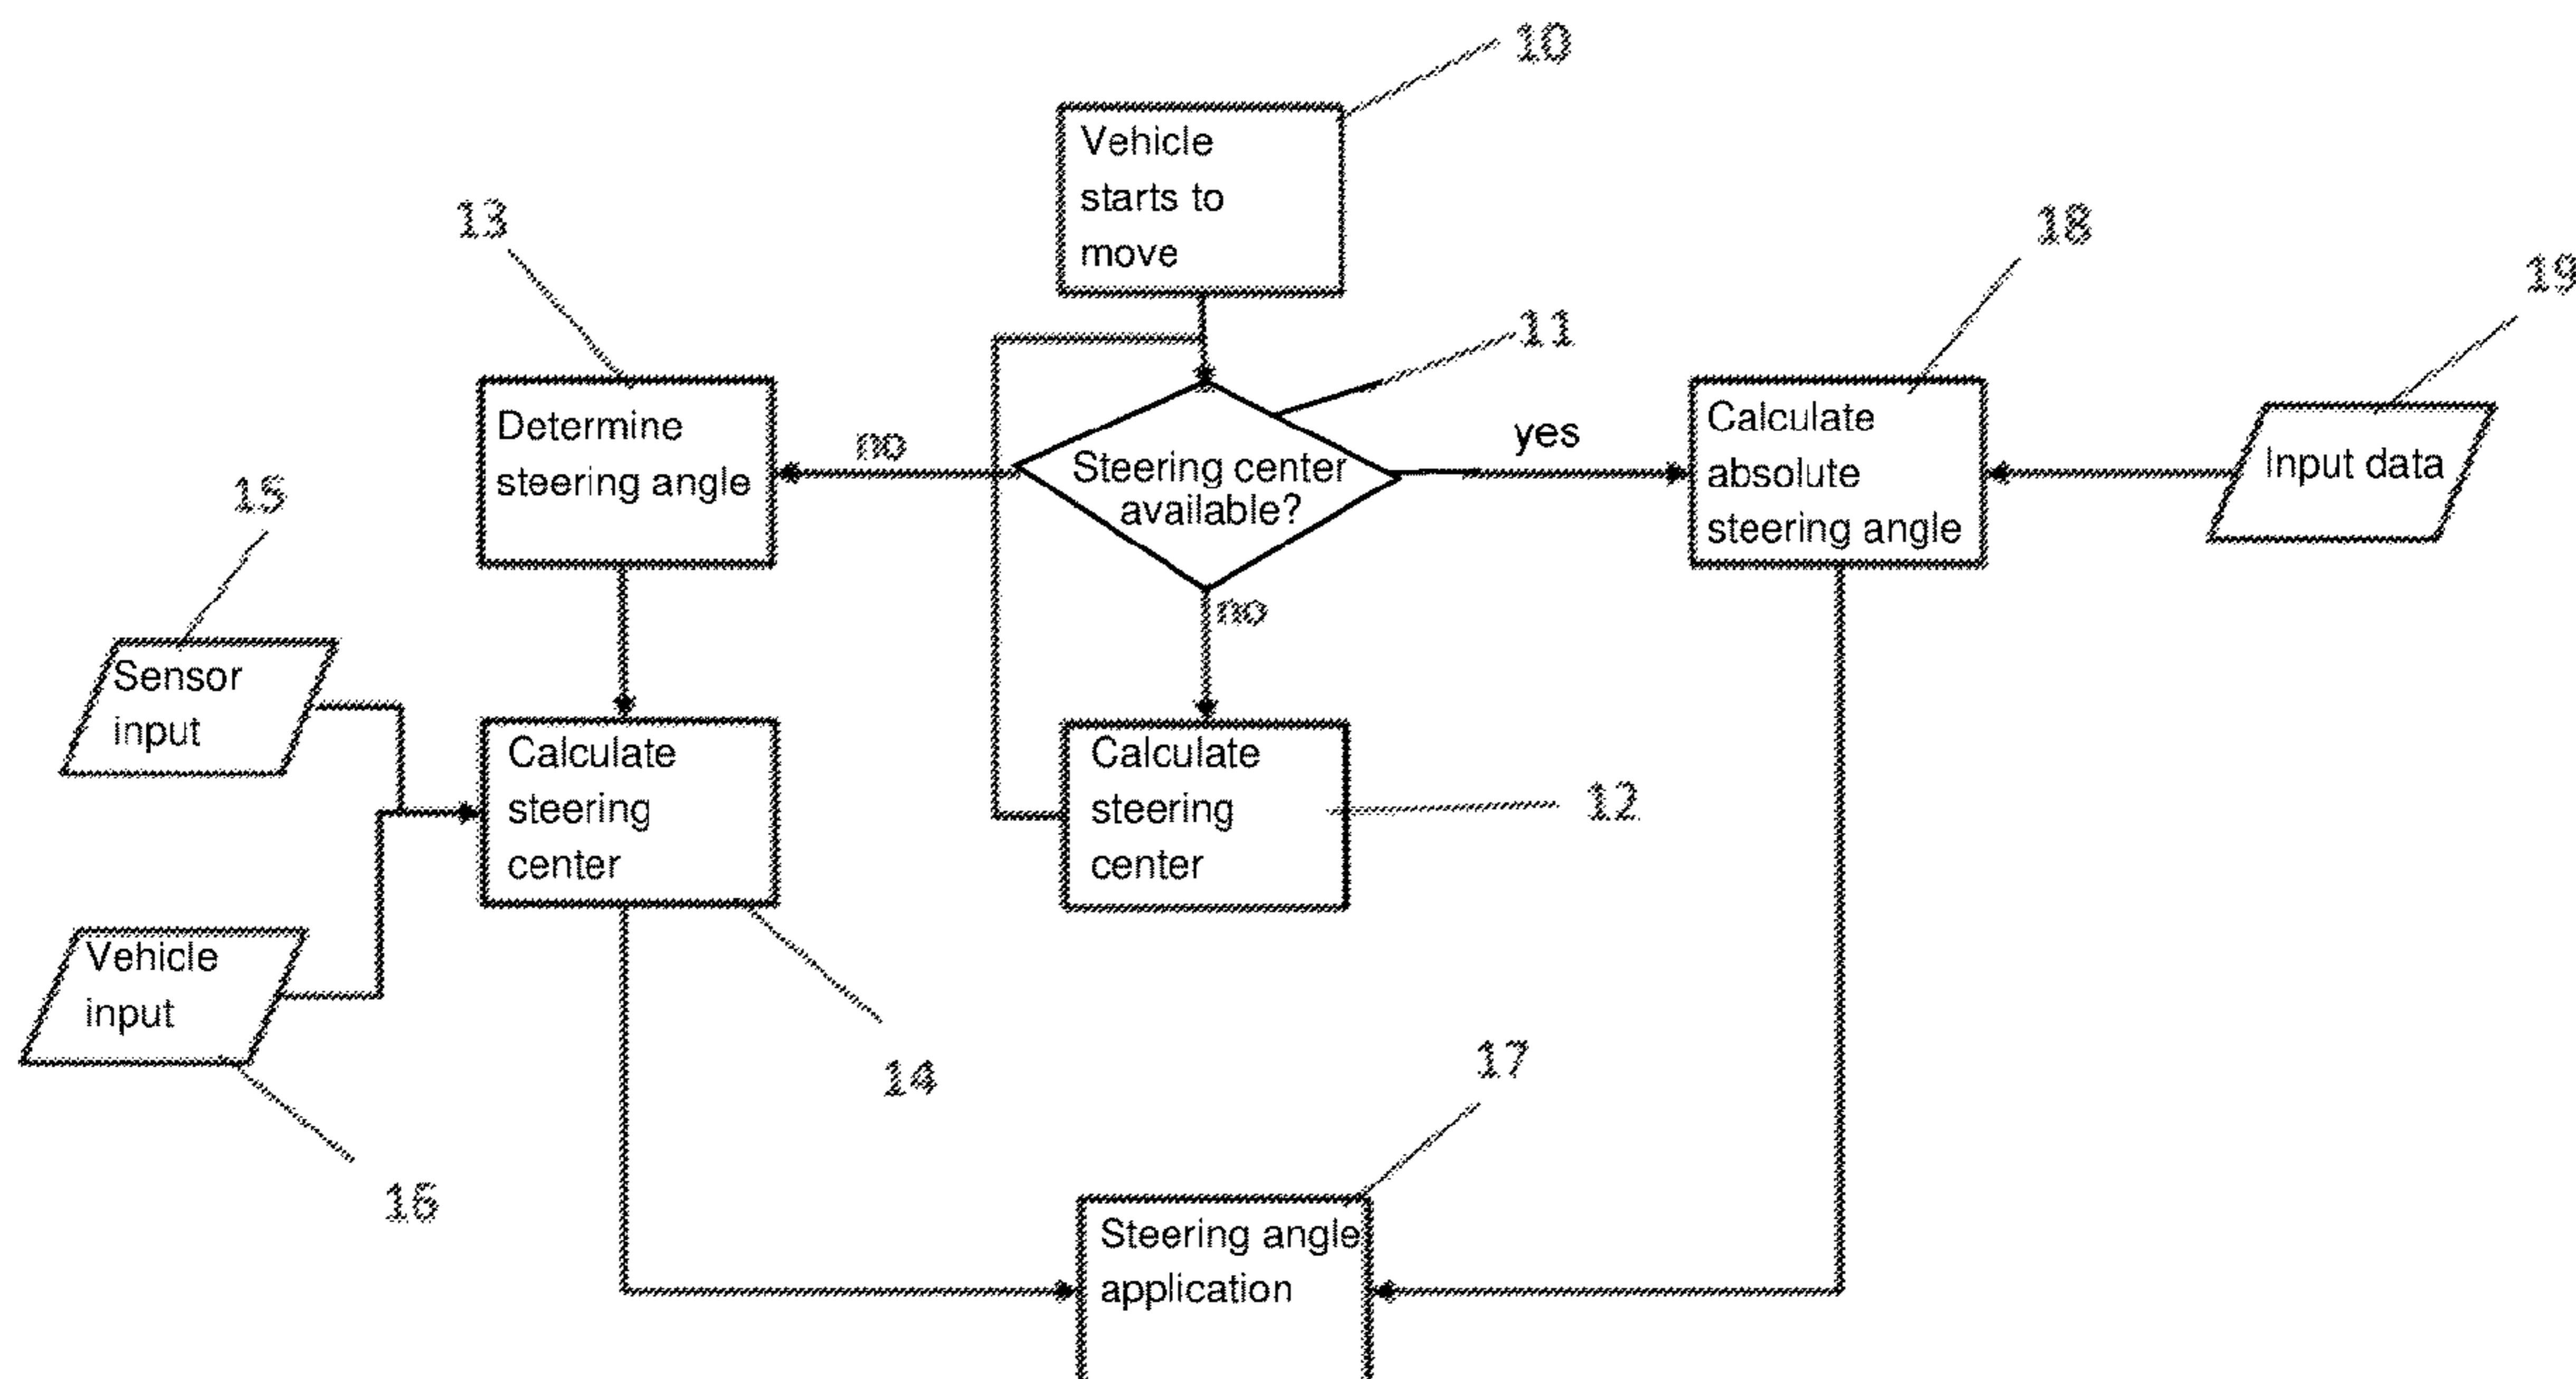 10
Vehicle
starts to
move
13
18
19
11
Determine
steering angle
no
Steering center
available?
yes
Calculate
absolute
steering angle
Input data
15
no
Sensor
input
Calculate
steering
center
Calculate
steering
center
12
Vehicle
input
14
16
17
Steering angle
application